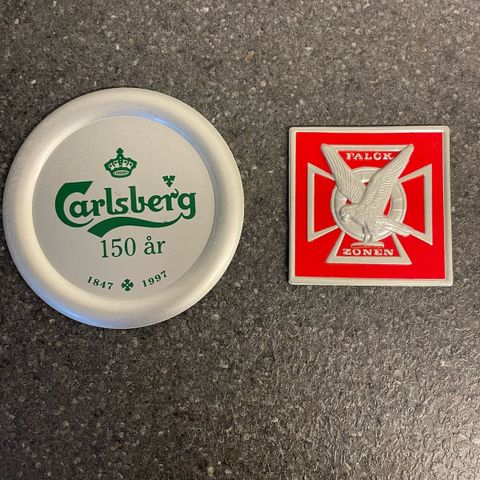 Carlsberg
150 år
1847 1997
FALCK
ZONEN